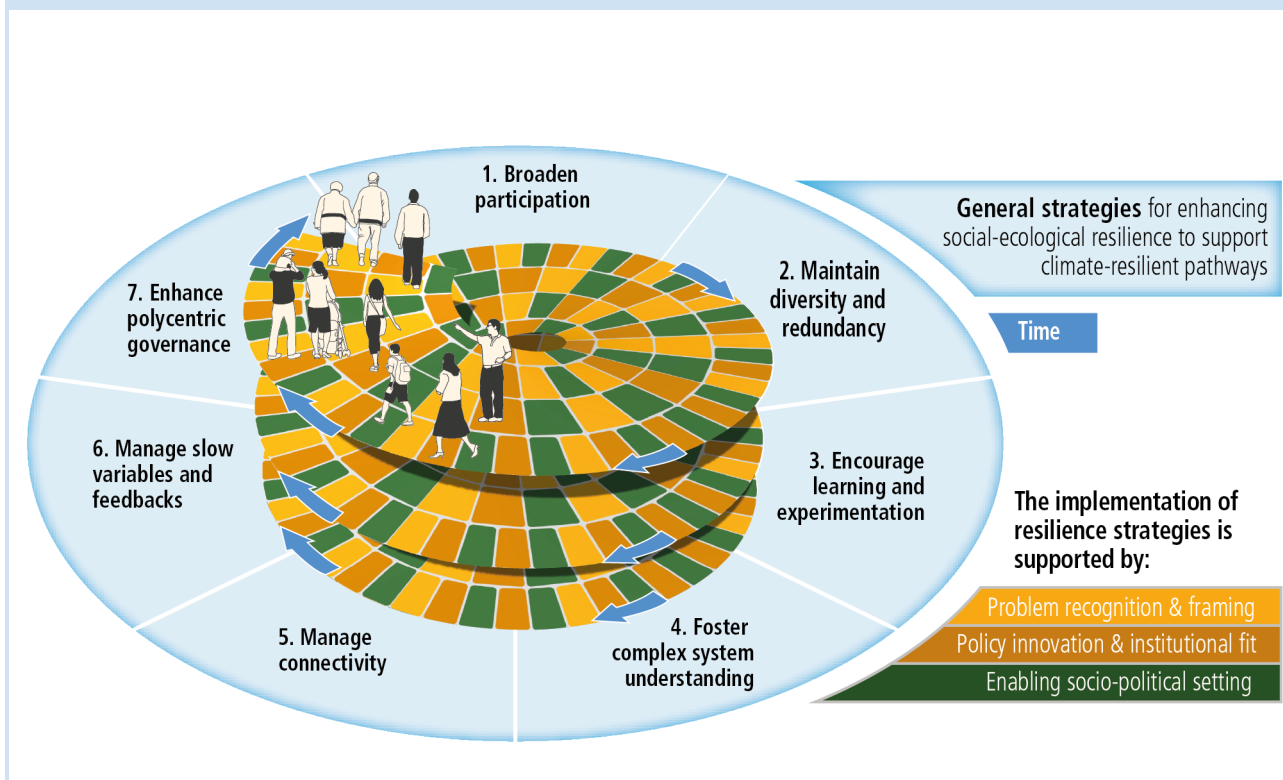 1. Broaden
participation
General strategies for enhancing
social-ecological resilience to support
climate-resilient pathways
2. Maintain
diversity and
redundancy
7. Enhance
polycentric
governance
Time
6. Manage slow
variables and
feedbacks
3. Encourage
learning and
experimentation
The implementation of
resilience strategies is
supported by:
Problem recognition & framing
Policy innovation & institutional fit
Enabling socio-political setting
5. Manage
connectivity
4. Foster
complex system
understanding